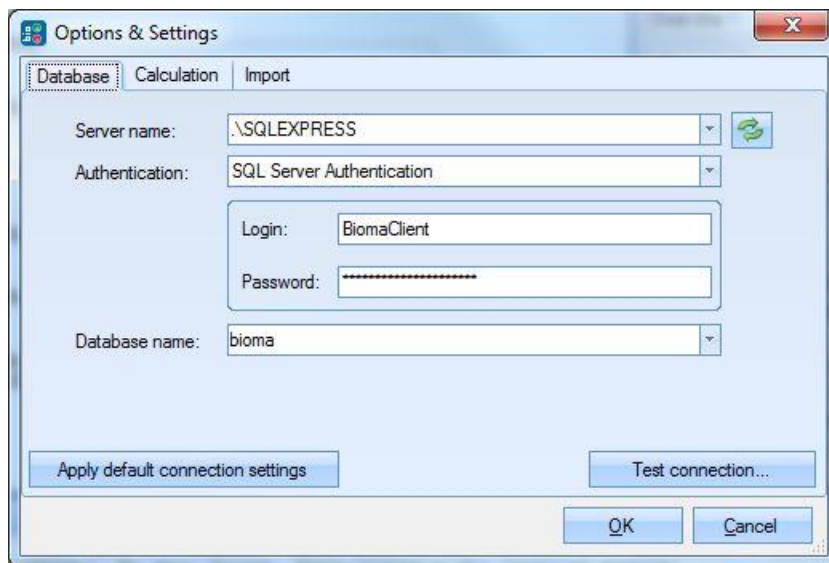 Options & Settings
Database Calculation Import
Server name: .\SQLEXPRESS
Authentication: SQL Server Authentication
Login: BiomaClient
Password: *********************
Database name: bioma
Apply default connection settings Test connection...
OK Cancel